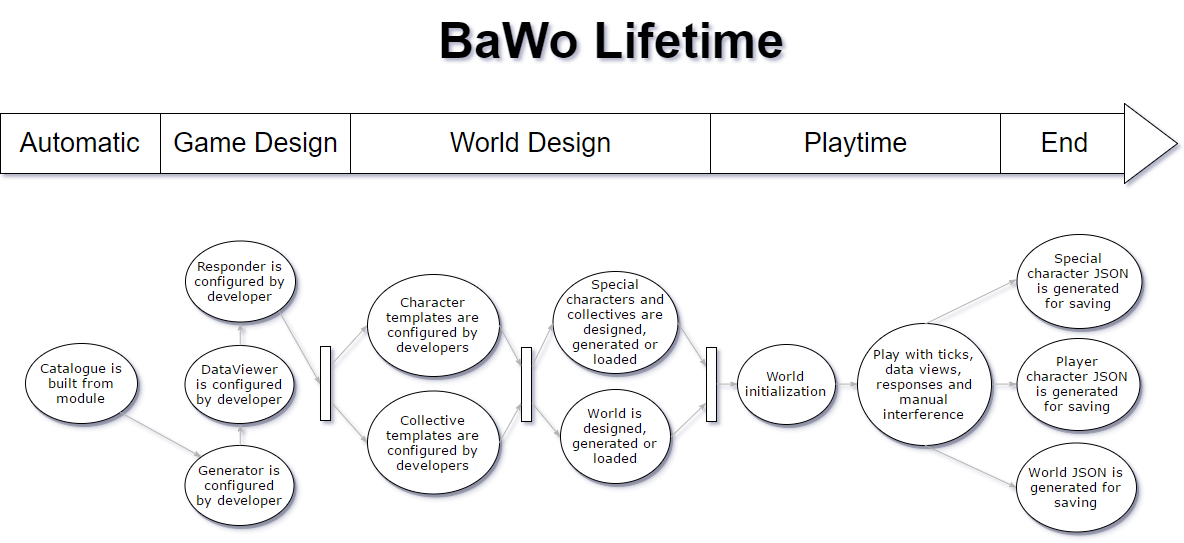 BaWo Lifetime
Automatic
Game Design
World Design
Playtime
End
Catalogue is
built from
module
Responder is
configured by
developer
DataViewer
is configured
by developer
Generator is
configured
by developer
Character
templates are
configured by
developers
Collective
templates are
configured by
developers
Special
characters and
collectives are
designed,
generated or
loaded
World is
designed,
generated or
loaded
World
initialization
Play with ticks,
data views,
responses and
manual
interference
Special
character JSON
is generated
for saving
Player
character JSON
is generated
for saving
World JSON is
generated for
saving